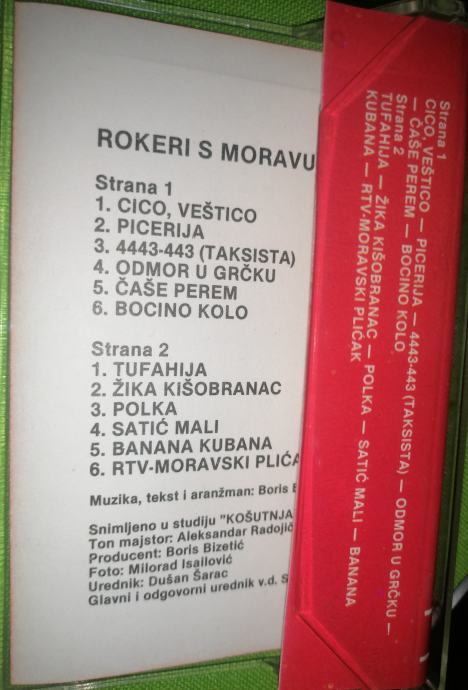 ROKERI S MORAVU
Strana 1
1. CICO, VEŠTICO
2. PICERIJA
3. 4443-443 (TAKSISTA)
4. ODMOR U GRČKU
5. ČAŠE PEREM
6. BOCINO KOLO
Strana 2
1. TUFAHIJA
2. ŽIKA KIŠOBRANAC
3. POLKA
4. SATIĆ MALI
5. BANANA KUBANA
6. RTV-MORAVSKI PLIĆA
Muzika, tekst i aranžman: Boris
Snimljeno u studiju "KOŠUTNJA
Ton majstor: Aleksandar Radojić
Producent: Boris Bizetić
Foto: Milorad Isailović
Urednik: Dušan Šarac
Glavni i odgovorni urednik v.d. S
Strana 1
CICO, VEŠTICO — PICERIJA — 4443-443 (TAKSISTA) — ODMOR U GRČKU —
— ČAŠE PEREM — BOCINO KOLO
Strana 2
TUFAHIJA — ŽIKA KIŠOBRANAC — POLKA — SATIĆ MALI — BANANA
KUBANA — RTV-MORAVSKI PLIĆAK